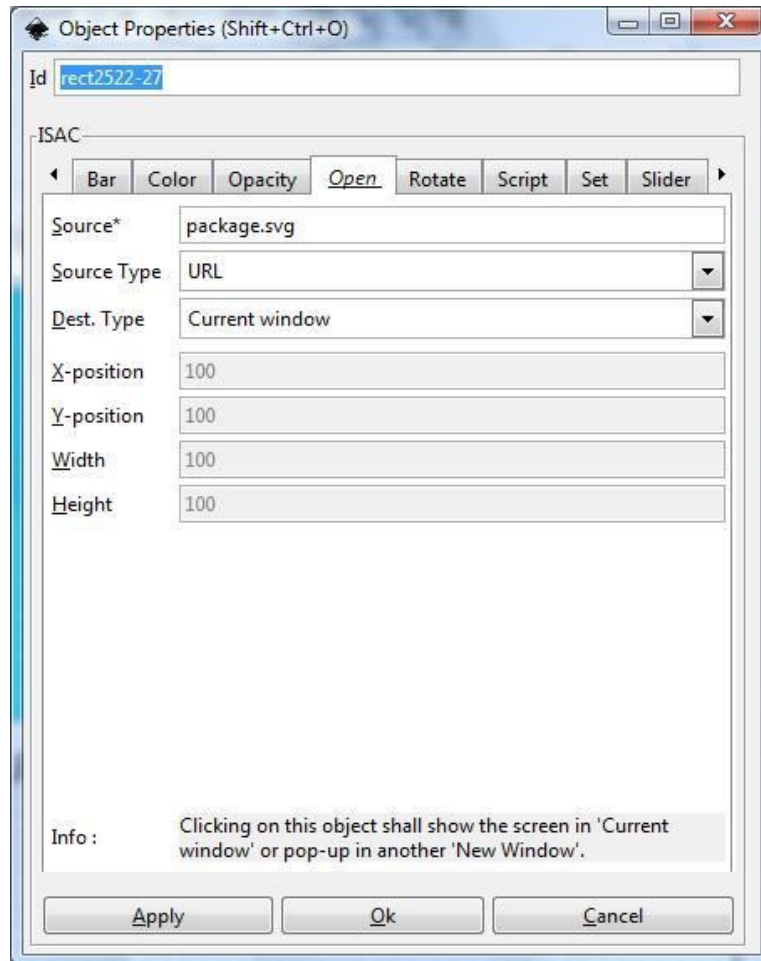 Object Properties (Shift+Ctrl+O)
Id rect2522-27
ISAC
Bar Color Opacity Open Rotate Script Set Slider
Source* package.svg
Source Type URL
Dest. Type Current window
X-position 100
Y-position 100
Width 100
Height 100
Info : Clicking on this object shall show the screen in 'Current
window' or pop-up in another 'New Window'.
Apply Ok Cancel